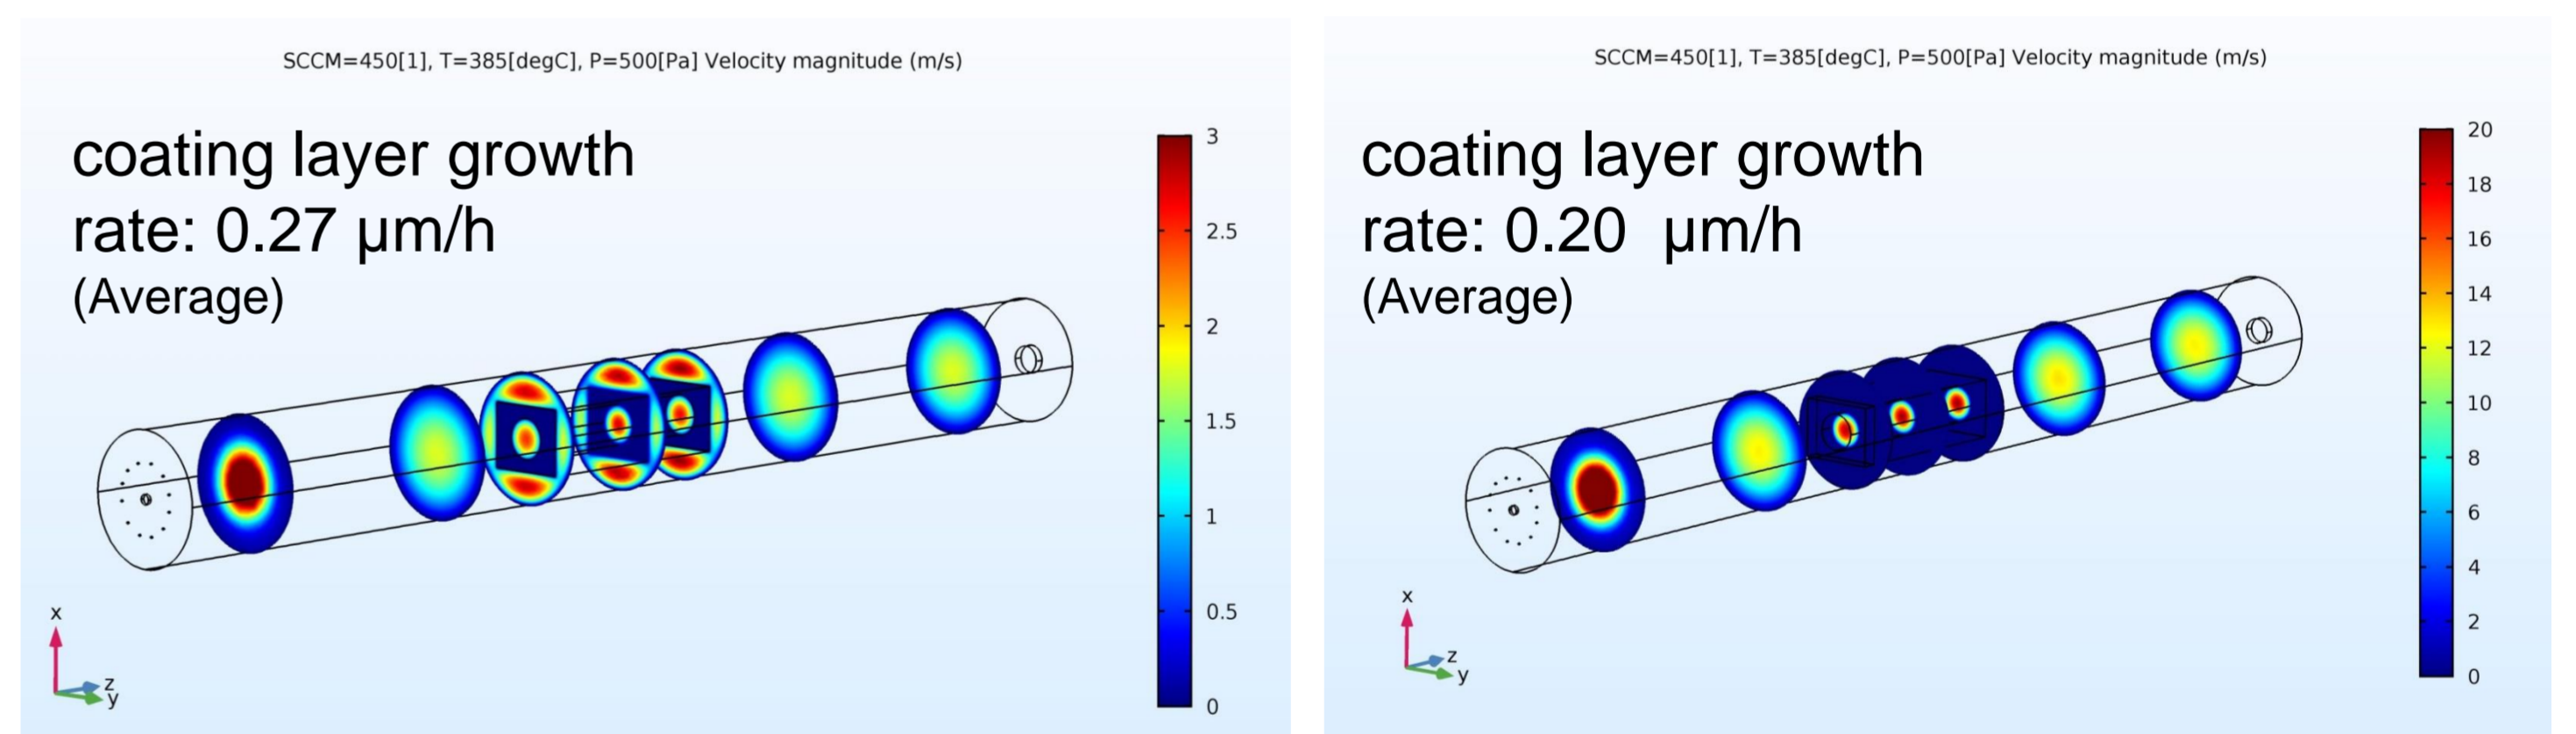 SCCM=450[1], T=385[degC], P=500[Pa] Velocity magnitude (m/s)
coating layer growth
rate: 0.27 µm/h
(Average)
3
2.5
2
1.5
1
0.5
0
x
z
y
SCCM=450[1], T=385[degC], P=500[Pa] Velocity magnitude (m/s)
coating layer growth
rate: 0.20 µm/h
(Average)
20
18
16
14
12
10
8
6
4
2
0
x
z
y